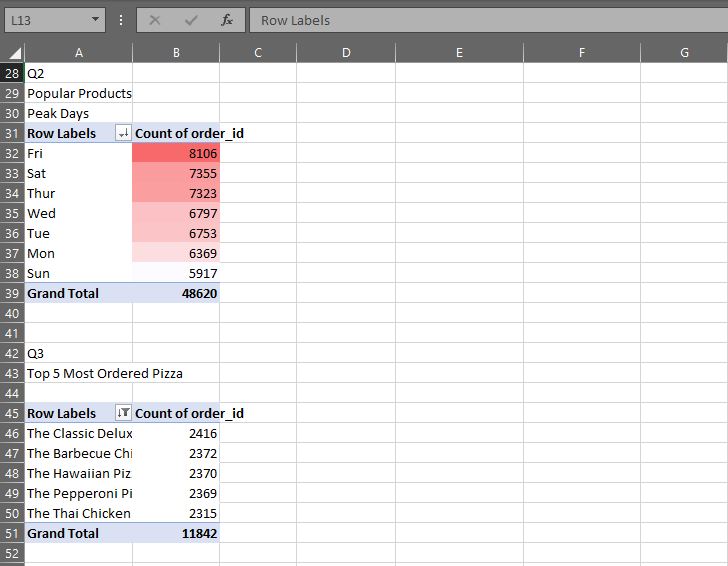 L13 fx Row Labels
A B C D E F G
28 Q2
29 Popular Products
30 Peak Days
31 Row Labels Count of order_id
32 Fri 8106
33 Sat 7355
34 Thur 7323
35 Wed 6797
36 Tue 6753
37 Mon 6369
38 Sun 5917
39 Grand Total 48620
40
41
42 Q3
43 Top 5 Most Ordered Pizza
44
45 Row Labels Count of order_id
46 The Classic Delux 2416
47 The Barbecue Chi 2372
48 The Hawaiian Piz 2370
49 The Pepperoni Pi 2369
50 The Thai Chicken 2315
51 Grand Total 11842
52